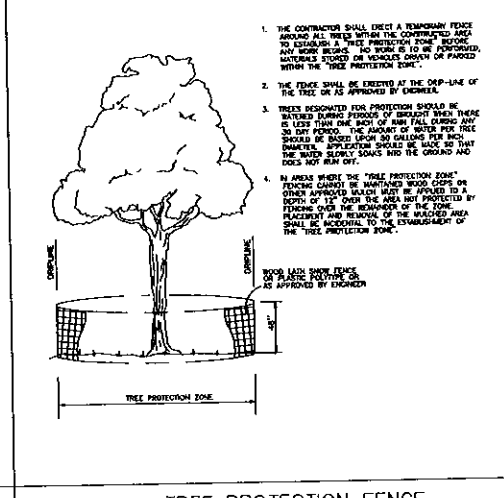 1. THE CONTRACTOR SHALL ERECT A TEMPORARY FENCE
AROUND ALL TREES WITHIN THE CONSTRUCTED AREA
TO ESTABLISH A "TREE PROTECTION ZONE" BEFORE
ANY WORK BEGINS. NO WORK IS TO BE PERFORMED,
MATERIALS STORED OR VEHICLES DRIVEN OR PARKED
WITHIN THE "TREE PROTECTION ZONE".
2. THE FENCE SHALL BE ERECTED AT THE DRIP-LINE OF
THE TREE OR AS APPROVED BY ENGINEER.
3. TREES DESIGNATED FOR PROTECTION SHOULD BE
WATERED DURING PERIODS OF DROUGHT WHEN THERE
IS LESS THAN ONE INCH OF RAIN FALL DURING ANY
30 DAY PERIOD. THE AMOUNT OF WATER PER TREE
SHOULD BE BASED UPON 50 GALLONS PER INCH
DIAMETER. APPLICATION SHOULD BE MADE SO THAT
THE WATER SLOWLY SOAKS INTO THE GROUND AND
DOES NOT RUN OFF.
4. IN AREAS WHERE THE "TREE PROTECTION ZONE"
FENCING CANNOT BE MAINTAINED WOOD CHIPS OR
OTHER APPROVED MULCH MUST BE APPLIED TO A
DEPTH OF 12" OVER THE AREA NOT PROTECTED BY
FENCING OVER THE REMAINDER OF THE ZONE.
PLACEMENT AND REMOVAL OF THE MULCHED AREA
SHALL BE INCIDENTAL TO THE ESTABLISHMENT OF
THE "TREE PROTECTION ZONE".
DRIPLINE
DRIPLINE
WOOD LATH SNOW FENCE
OR PLASTIC POLYTYPE OR
AS APPROVED BY ENGINEER
48"
TREE PROTECTION ZONE
TREE PROTECTION FENCE